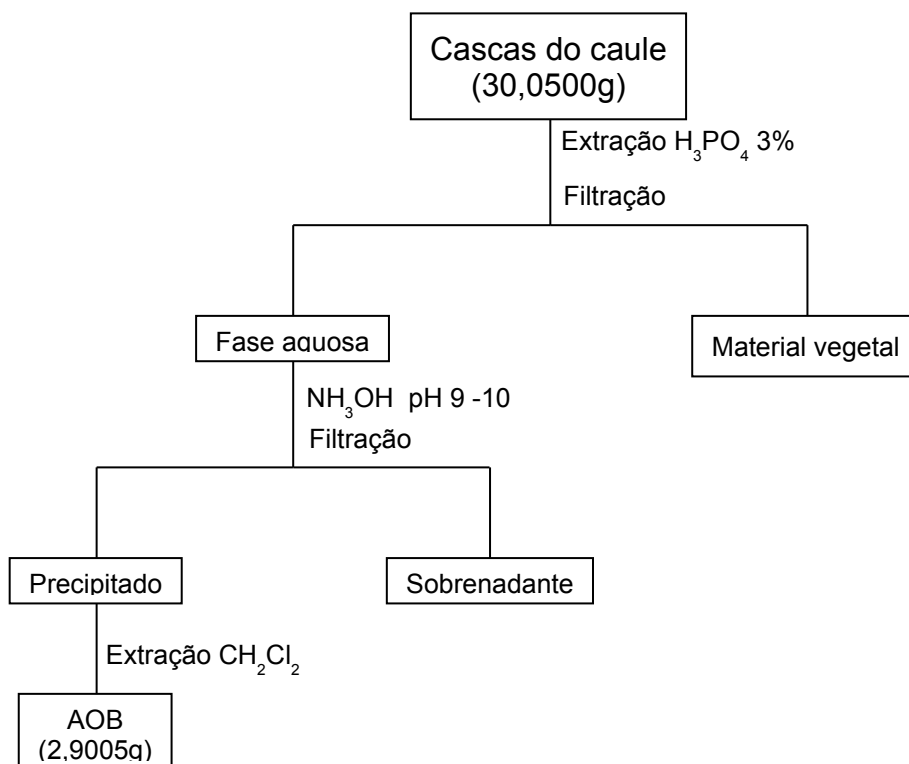 Cascas do caule
(30,0500g)
Extração H₃PO₄ 3%
Filtração
Fase aquosa
Material vegetal
NH₃OH pH 9 -10
Filtração
Precipitado
Sobrenadante
Extração CH₂Cl₂
AOB
(2,9005g)